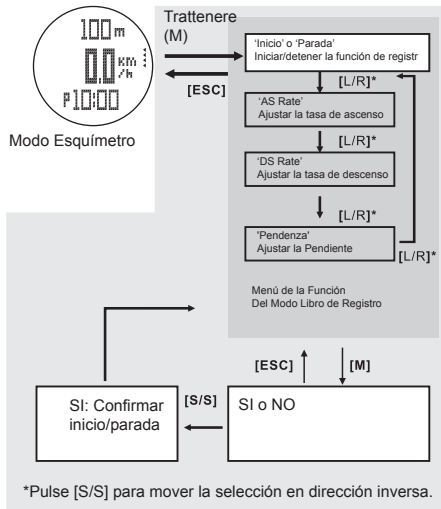 100 m
0.0 KM/h
P10:00
Modo Esquímetro
Trattenere
(M)
[ESC]
'Inicio' o 'Parada'
Iniciar/detener la función de registr
[L/R]*
'AS Rate'
Ajustar la tasa de ascenso
[L/R]*
'DS Rate'
Ajustar la tasa de descenso
[L/R]*
'Pendenza'
Ajustar la Pendiente
[L/R]*
Menú de la Función
Del Modo Libro de Registro
[ESC]
[M]
SI: Confirmar
inicio/parada
[S/S]
SI o NO
*Pulse [S/S] para mover la selección en dirección inversa.